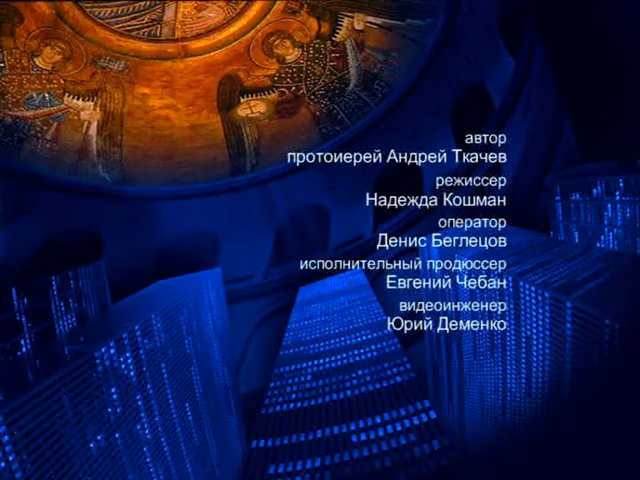 автор
протоиерей Андрей Ткачев
режиссер
Надежда Кошман
оператор
Денис Беглецов
исполнительный продюссер
Евгений Чебан
видеоинженер
Юрий Деменко